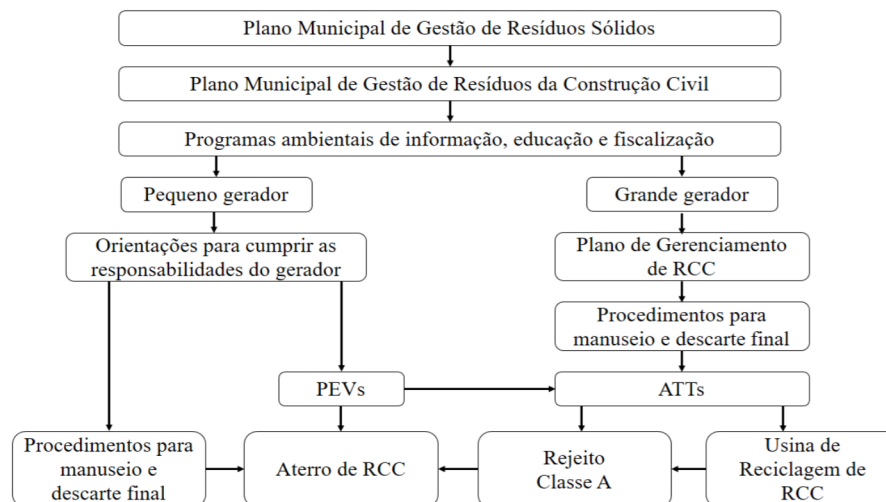 Plano Municipal de Gestão de Resíduos Sólidos
Plano Municipal de Gestão de Resíduos da Construção Civil
Programas ambientais de informação, educação e fiscalização
Pequeno gerador
Grande gerador
Orientações para cumprir as
responsabilidades do gerador
Plano de Gerenciamento
de RCC
Procedimentos para
manuseio e descarte final
PEVs
ATTs
Procedimentos para
manuseio e
descarte final
Aterro de RCC
Rejeito
Classe A
Usina de
Reciclagem de
RCC